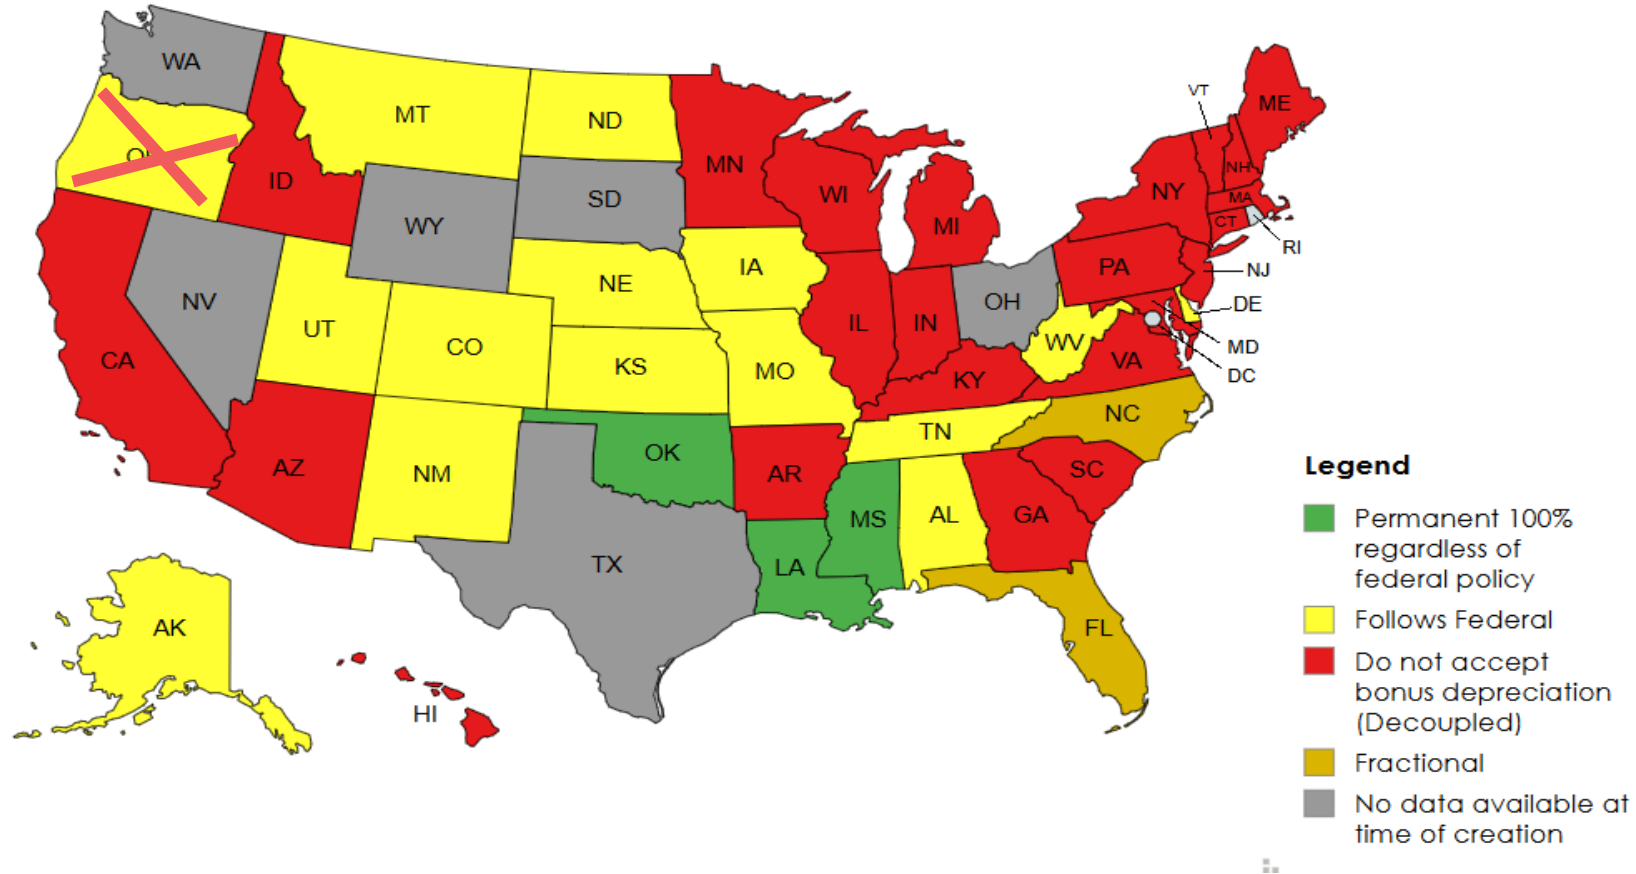 WA
MT
ND
MN
ID
SD
WY
WI
MI
VT
ME
NH
NY
MA
CT
RI
NJ
PA
DE
MD
DC
NV
UT
CO
NE
IA
KS
MO
IL
IN
OH
WV
VA
KY
CA
AZ
NM
OK
AR
TN
NC
SC
MS
AL
GA
TX
LA
FL
AK
HI
Legend
Permanent 100%
regardless of
federal policy
Follows Federal
Do not accept
bonus depreciation
(Decoupled)
Fractional
No data available at
time of creation